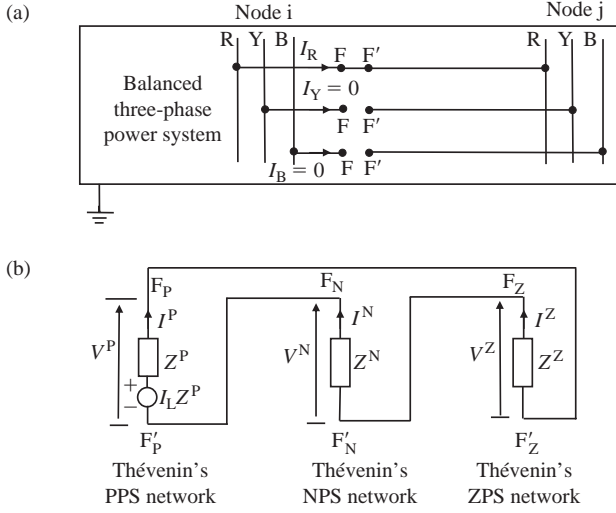 (a)
Node i
Node j
R Y B
R Y B
I_R F F′
I_Y = 0
F F′
I_B = 0 F F′
Balanced
three-phase
power system
(b)
F_P
F_N
F_Z
I^P
I^N
I^Z
V^P
V^N
V^Z
Z^P
Z^N
Z^Z
+
−
I_L Z^P
F′_P
F′_N
F′_Z
Thévenin's
PPS network
Thévenin's
NPS network
Thévenin's
ZPS network